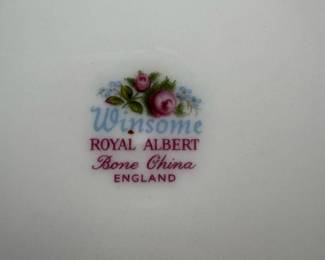 Winsome
ROYAL ALBERT
Bone China
ENGLAND